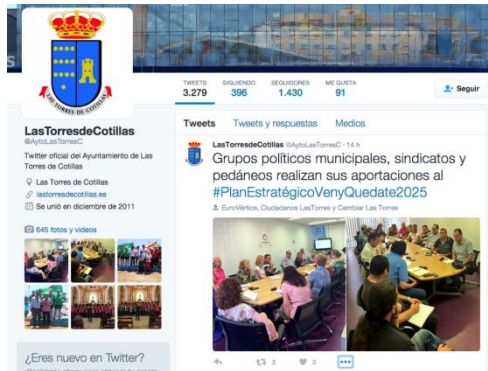 LAS TORRES DE COTILLAS
TWEETS SIGUIENDO SEGUIDORES ME GUSTA
3.279 396 1.430 91
Seguir
LasTorresdeCotillas
@AytoLasTorresC
Twitter oficial del Ayuntamiento de Las
Torres de Cotillas
Las Torres de Cotillas
lastorresdecotillas.es
Se unió en diciembre de 2011
645 fotos y vídeos
¿Eres nuevo en Twitter?
Tweets Tweets y respuestas Medios
LasTorresdeCotillas @AytoLasTorresC · 14 h
Grupos políticos municipales, sindicatos y
pedáneos realizan sus aportaciones al
#PlanEstratégicoVenyQuedate2025
EuroVértice, Ciudadanos LasTorres y Cambiar Las Torres
2 3